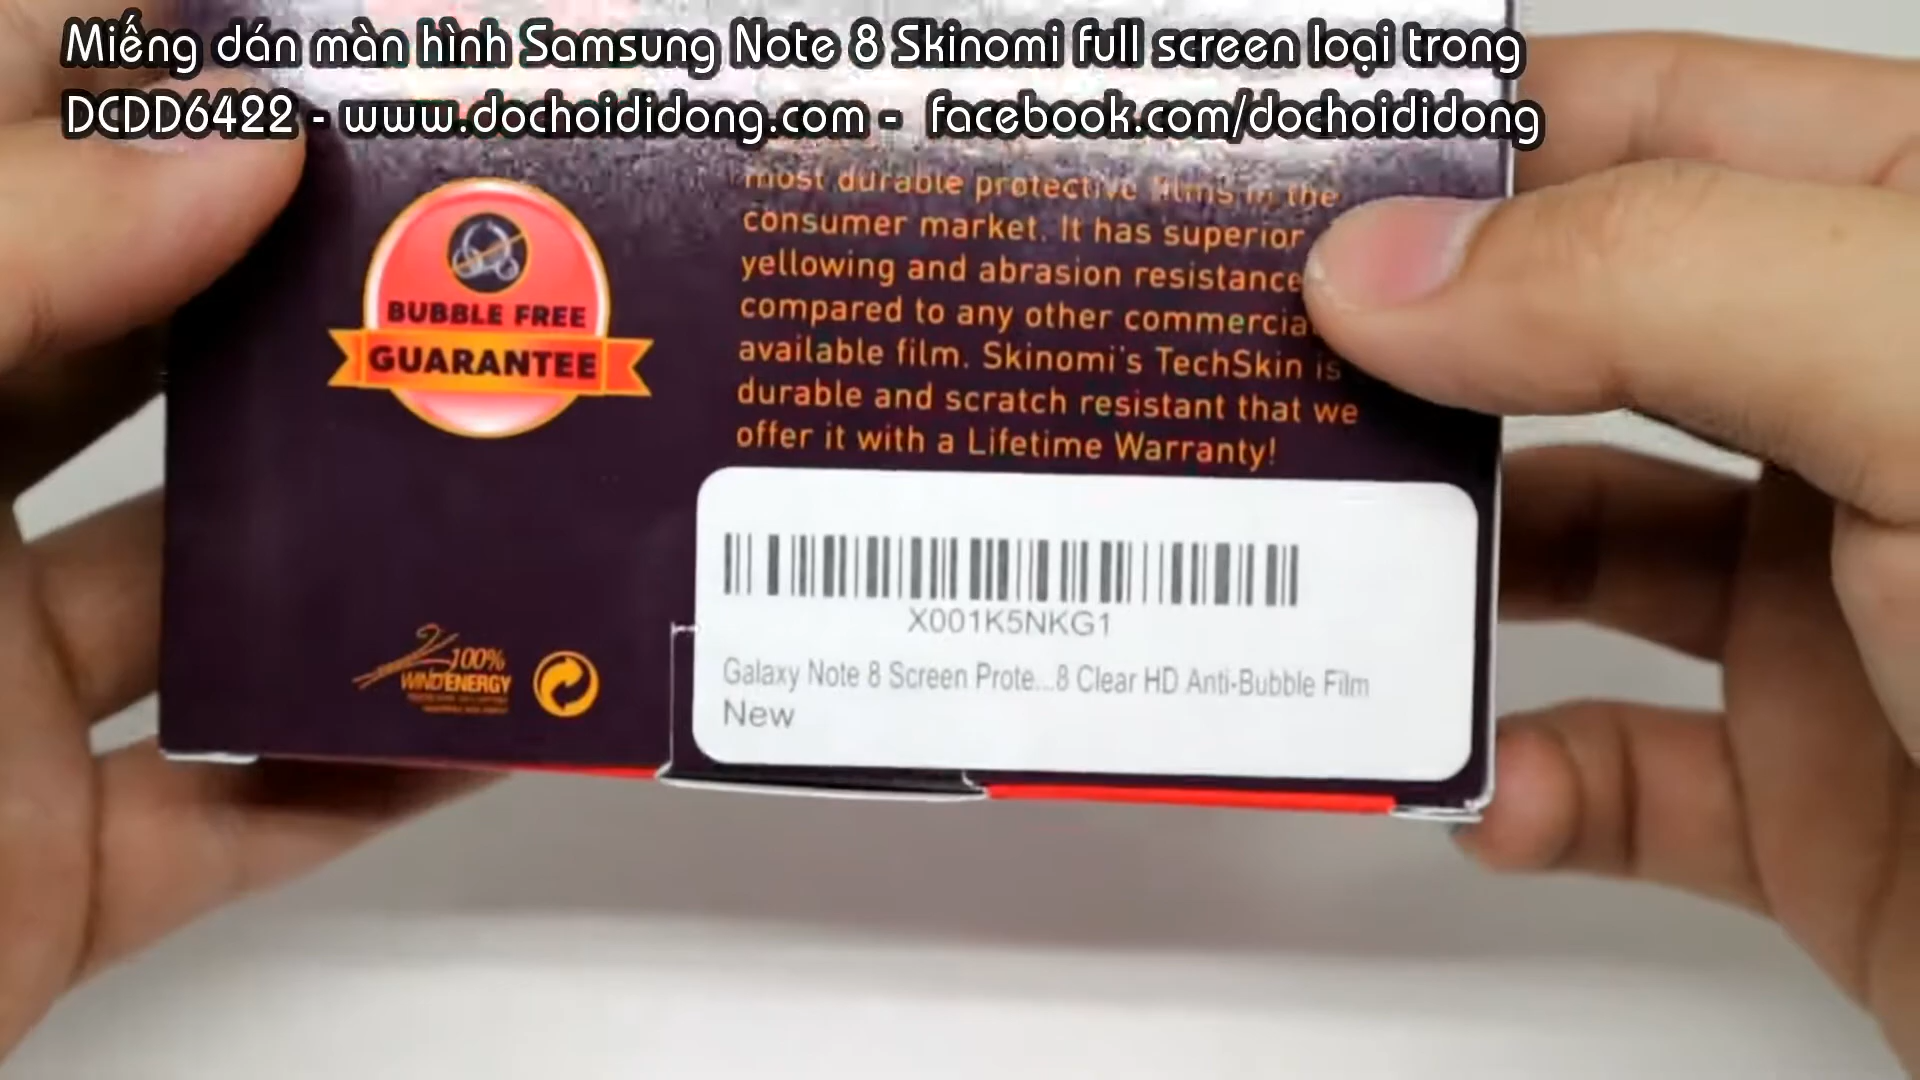 Miếng dán màn hình Samsung Note 8 Skinomi full screen loại trong
DCDD6422 - www.dochoididong.com - facebook.com/dochoididong
most durable protective films in the
consumer market. It has superior
yellowing and abrasion resistance
compared to any other commercia
available film. Skinomi's TechSkin is
durable and scratch resistant that we
offer it with a Lifetime Warranty!
BUBBLE FREE
GUARANTEE
X001K5NKG1
Galaxy Note 8 Screen Prote...8 Clear HD Anti-Bubble Film
New
100%
WIND ENERGY